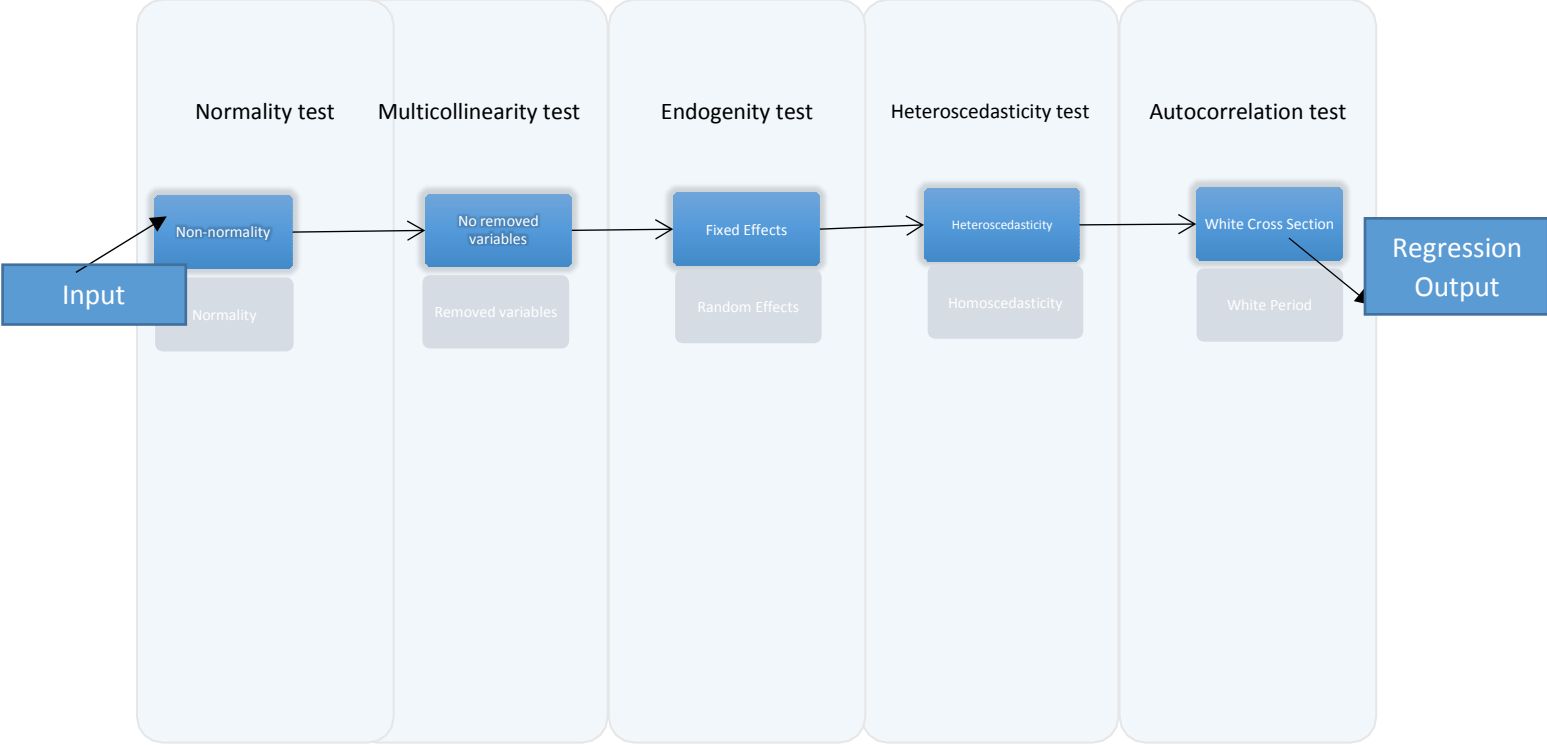 Normality test
Multicollinearity test
Endogenity test
Heteroscedasticity test
Autocorrelation test
Input
Non-normality
Normality
No removed
variables
Removed variables
Fixed Effects
Random Effects
Heteroscedasticity
Homoscedasticity
White Cross Section
White Period
Regression
Output